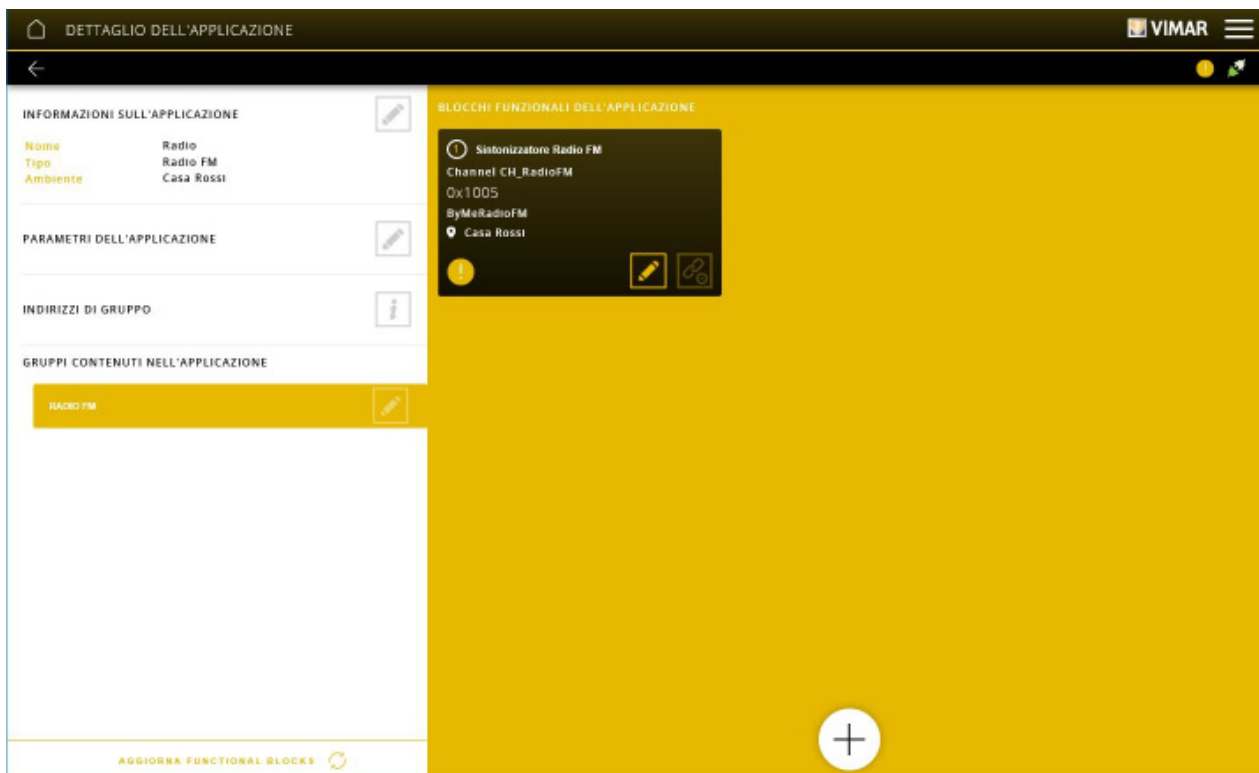 DETTAGLIO DELL'APPLICAZIONE
VIMAR
INFORMAZIONI SULL'APPLICAZIONE
Nome Radio
Tipo Radio FM
Ambiente Casa Rossi
PARAMETRI DELL'APPLICAZIONE
INDIRIZZI DI GRUPPO
i
GRUPPI CONTENUTI NELL'APPLICAZIONE
RADIO FM
AGGIORNA FUNCTIONAL BLOCKS
BLOCCHI FUNZIONALI DELL'APPLICAZIONE
1 Sintonizzatore Radio FM
Channel CH_RadioFM
0x1005
ByMeRadioFM
Casa Rossi